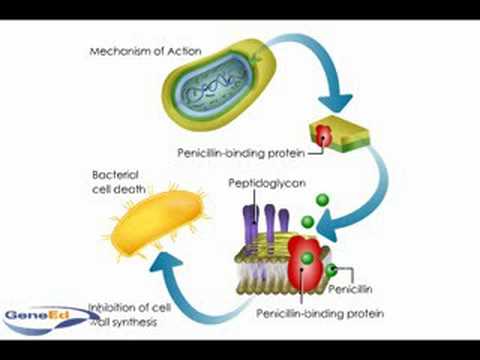 Mechanism of Action
Penicillin-binding protein
Bacterial
cell death
Peptidoglycan
Penicillin
Penicillin-binding protein
Inhibition of cell
wall synthesis
GeneEd